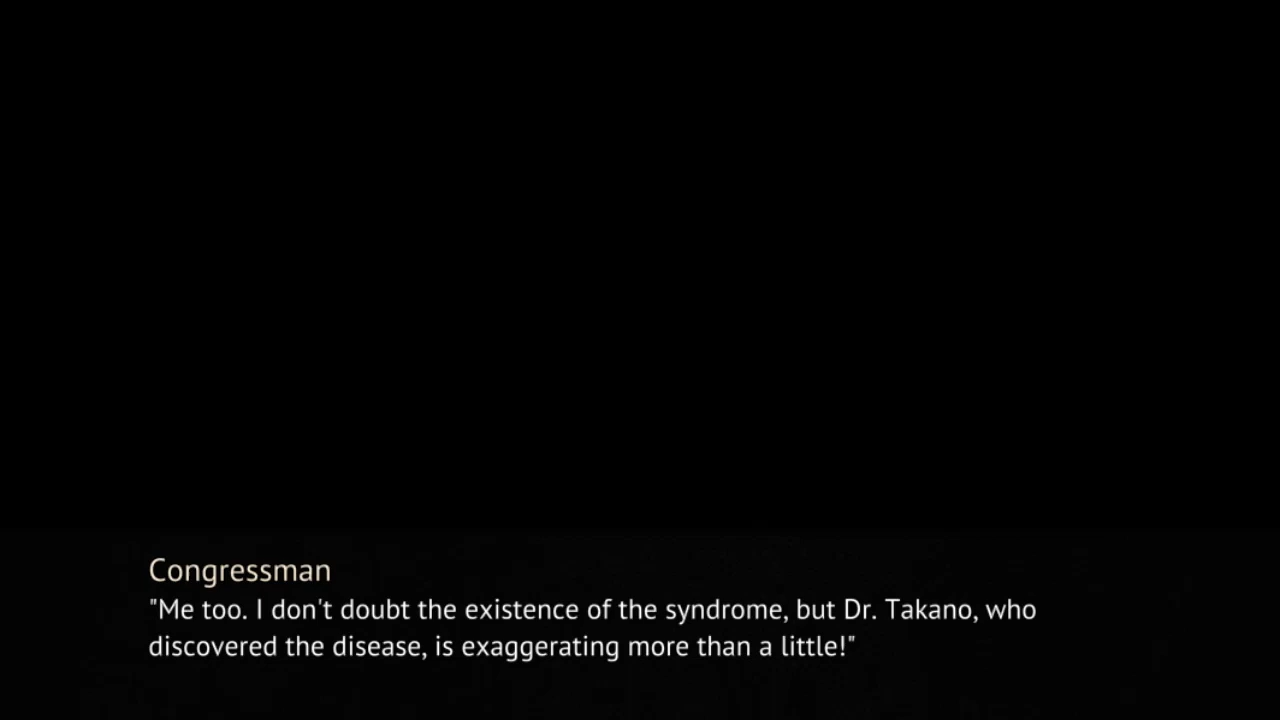 Congressman
"Me too. I don't doubt the existence of the syndrome, but Dr. Takano, who
discovered the disease, is exaggerating more than a little!"